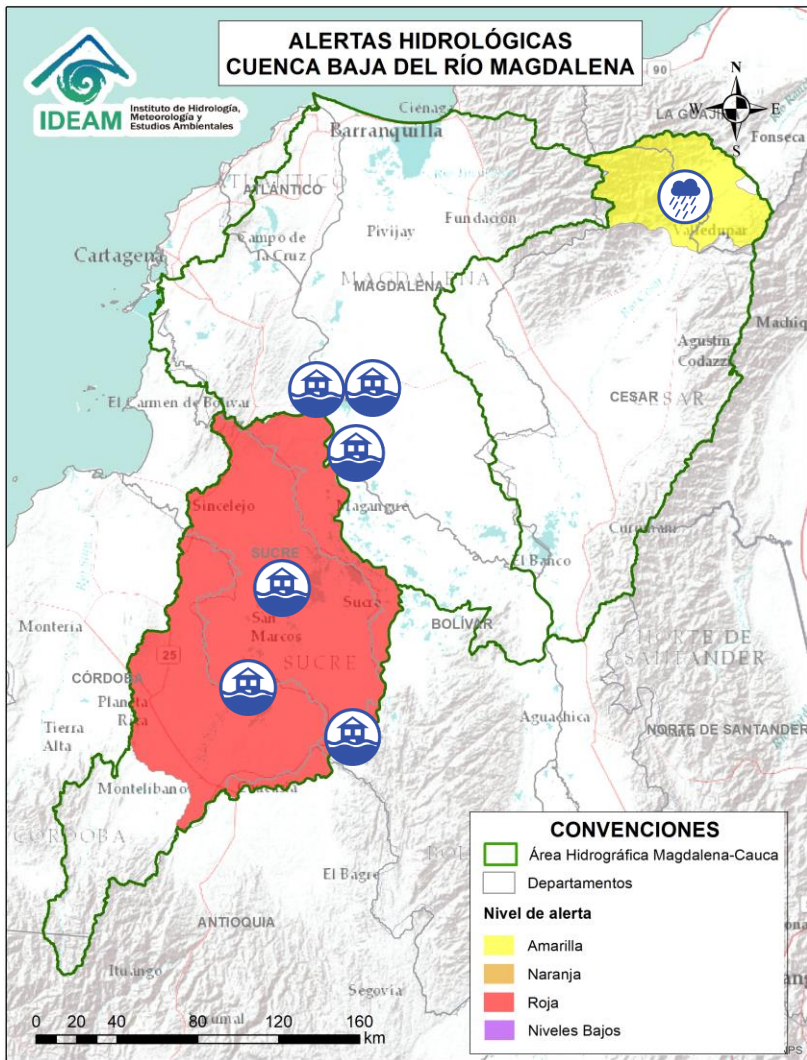 ALERTAS HIDROLÓGICAS
CUENCA BAJA DEL RÍO MAGDALENA
IDEAM
Instituto de Hidrología,
Meteorología y
Estudios Ambientales
N
E
S
90
LA GUAJIRA
Fonseca
Ciénaga
Barranquilla
ATLÁNTICO
ATLÁNTICO
Campo de
la Cruz
Pivijay
Fundación
Valledupar
Cartagena
MAGDALENA
MAGDALENA
Agustín
Codazzi
Machiq
CESAR
CESAR
El Carmen de Bolívar
Sincelejo
Magangué
Curumaní
SUCRE
El Banco
Sucre
San
Marcos
BOLÍVAR
Montería
25
SUCRE
NORTE DE
SANTANDER
CÓRDOBA
Planeta
Rica
Tierra
Alta
Aguachica
NORTE DE SANTANDER
Montelíbano
CÓRDOBA
El Bagre
ANTIOQUIA
Ituango
Segovia
0 20 40 80 120 160
km
CONVENCIONES
Área Hidrográfica Magdalena-Cauca
Departamentos
Nivel de alerta
Amarilla
Naranja
Roja
Niveles Bajos